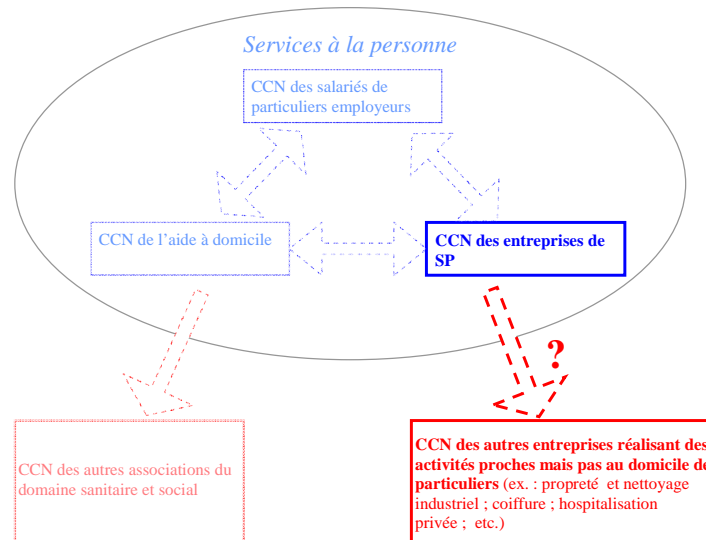 Services à la personne
CCN des salariés de
particuliers employeurs
CCN de l’aide à domicile
CCN des entreprises de
SP
?
CCN des autres associations du
domaine sanitaire et social
CCN des autres entreprises réalisant des
activités proches mais pas au domicile de
particuliers (ex. : propreté et nettoyage
industriel ; coiffure ; hospitalisation
privée ; etc.)